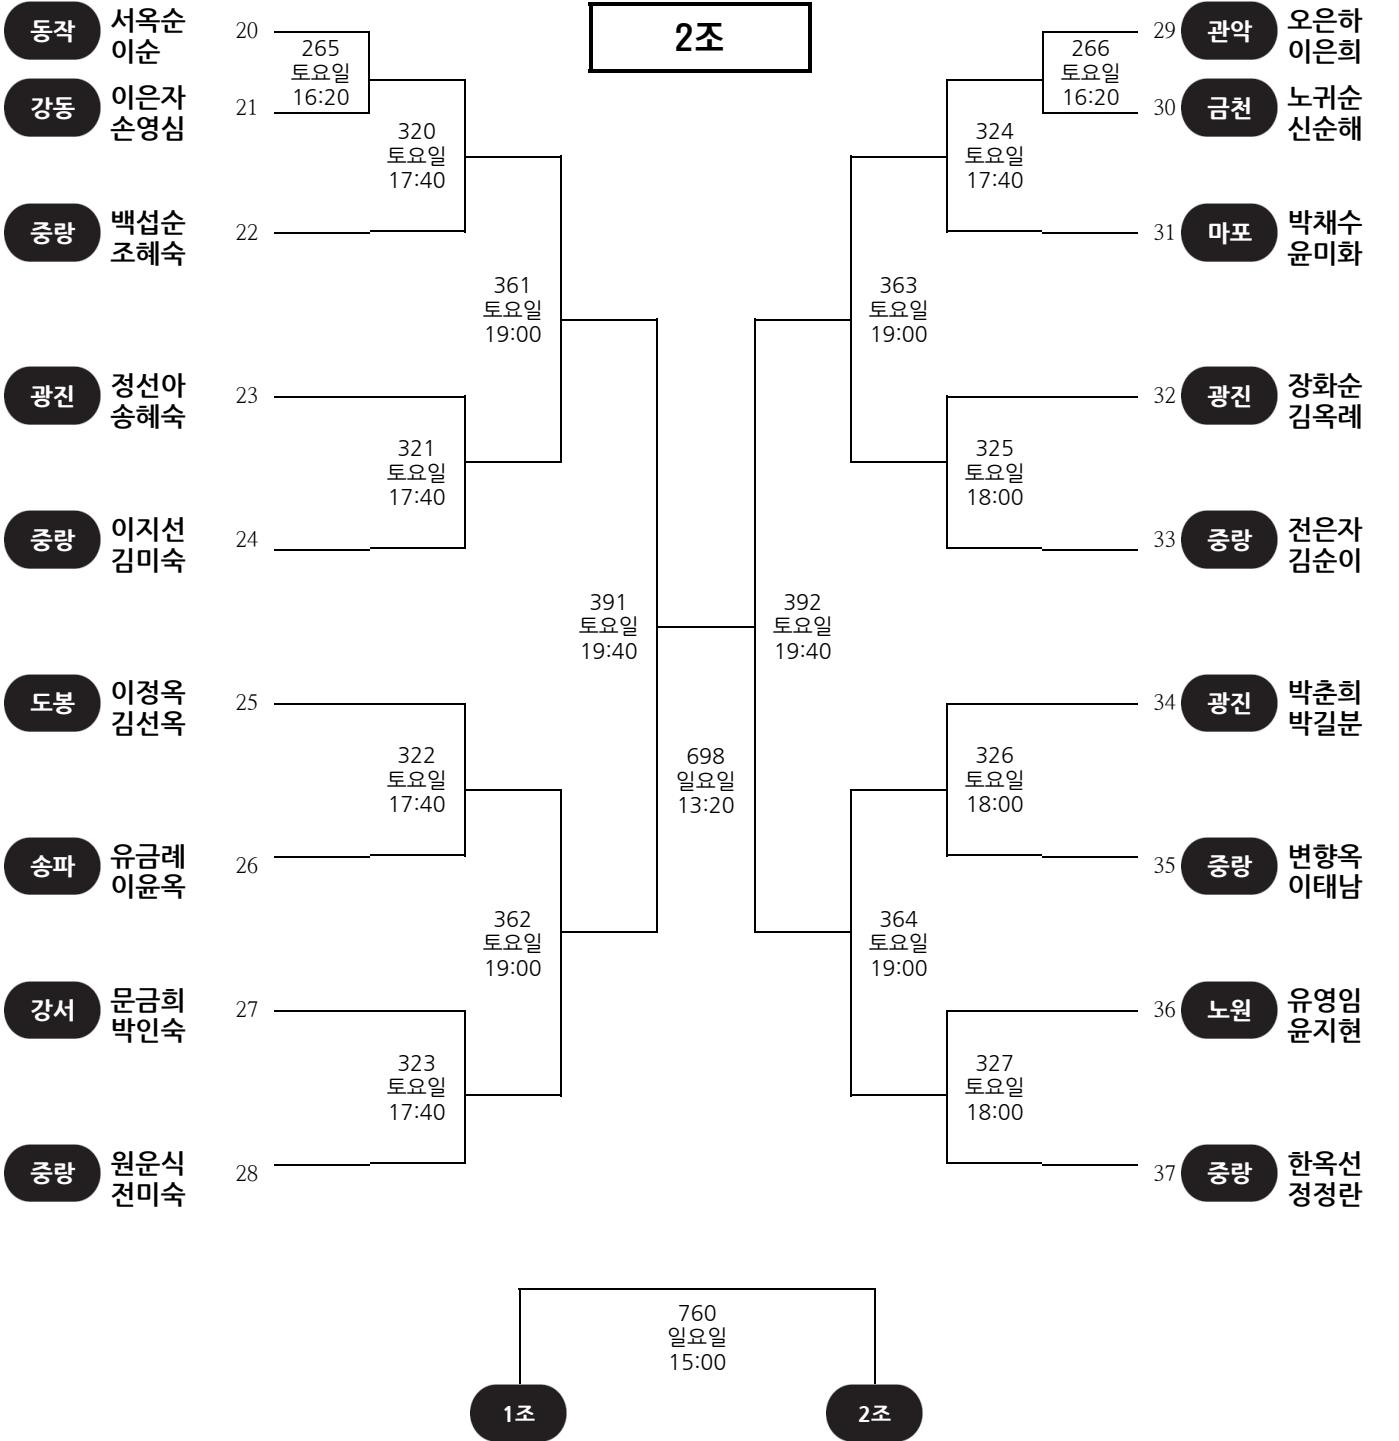 2조
동작
서옥순
이순
20
265
토요일
16:20
강동
이은자
손영심
21
320
토요일
17:40
중랑
백섭순
조혜숙
22
361
토요일
19:00
광진
정선아
송혜숙
23
321
토요일
17:40
중랑
이지선
김미숙
24
391
토요일
19:40
도봉
이정옥
김선옥
25
322
토요일
17:40
송파
유금례
이윤옥
26
362
토요일
19:00
강서
문금희
박인숙
27
323
토요일
17:40
중랑
원운식
전미숙
28
698
일요일
13:20
29
관악
오은하
이은희
266
토요일
16:20
30
금천
노귀순
신순해
324
토요일
17:40
31
마포
박채수
윤미화
363
토요일
19:00
32
광진
장화순
김옥례
325
토요일
18:00
33
중랑
전은자
김순이
392
토요일
19:40
34
광진
박춘희
박길분
326
토요일
18:00
35
중랑
변향옥
이태남
364
토요일
19:00
36
노원
유영임
윤지현
327
토요일
18:00
37
중랑
한옥선
정정란
760
일요일
15:00
1조
2조